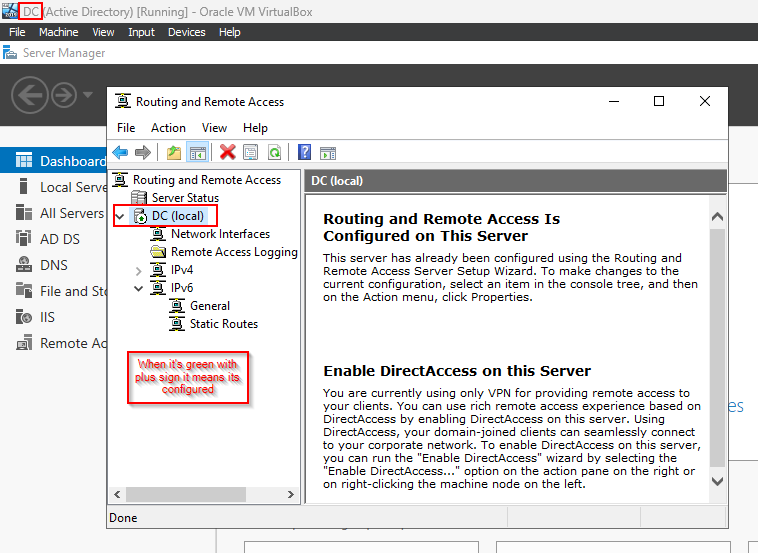 DC (Active Directory) [Running] - Oracle VM VirtualBox
File Machine View Input Devices Help
Server Manager
Routing and Remote Access
File Action View Help
Dashboard
Local Serve
All Servers
AD DS
DNS
File and Sto
IIS
Remote Ac
Routing and Remote Access
Server Status
DC (local)
Network Interfaces
Remote Access Logging
IPv4
IPv6
General
Static Routes
When it's green with
plus sign it means its
configured
DC (local)
Routing and Remote Access Is
Configured on This Server
This server has already been configured using the Routing and
Remote Access Server Setup Wizard. To make changes to the
current configuration, select an item in the console tree, and then
on the Action menu, click Properties.
Enable DirectAccess on this Server
You are currently using only VPN for providing remote access to
your clients. You can use rich remote access experience based on
DirectAccess by enabling DirectAccess on this server. Using
DirectAccess, your domain-joined clients can seamlessly connect
to your corporate network. To enable DirectAccess on this server,
you can run the "Enable DirectAccess" wizard by selecting the
"Enable DirectAccess..." option on the action pane on the right or
on right-clicking the machine node on the left.
es
Done